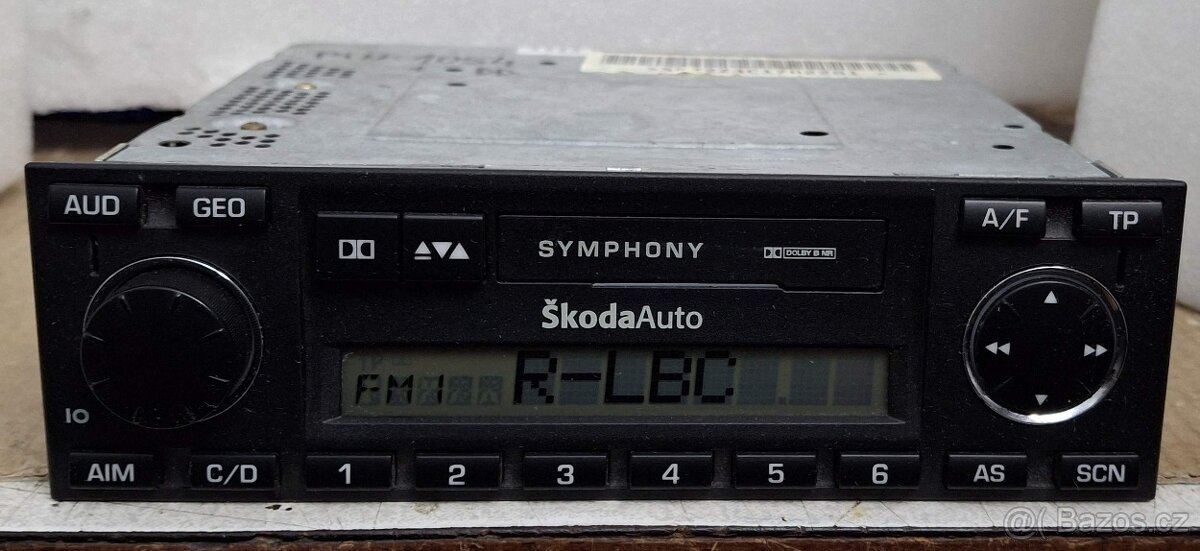 AUD
GEO
SYMPHONY
DOLBY B NR
A/F
TP
ŠkodaAuto
FM1 R-LBC
IO
AIM
C/D
1
2
3
4
5
6
AS
SCN
@( Bazos.cz